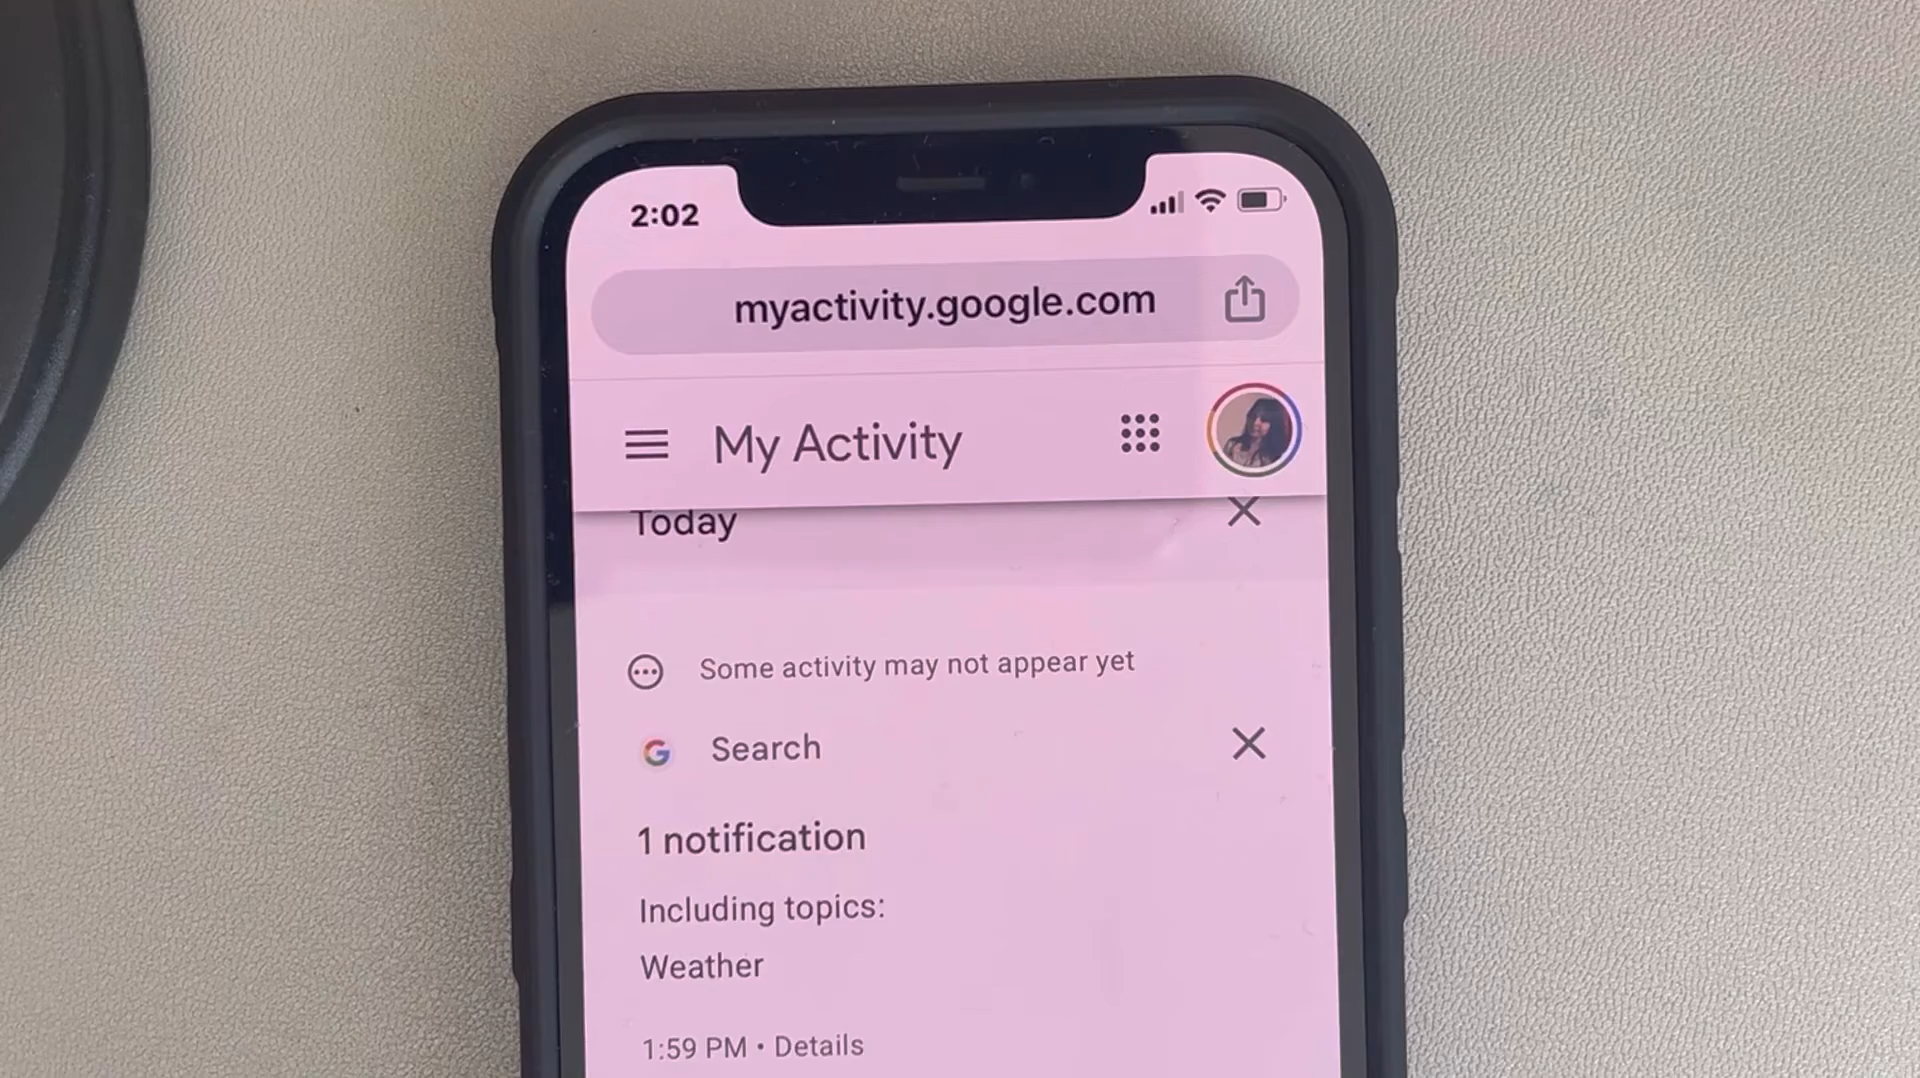 2:02
myactivity.google.com
My Activity
Today
Some activity may not appear yet
Search
1 notification
Including topics:
Weather
1:59 PM • Details